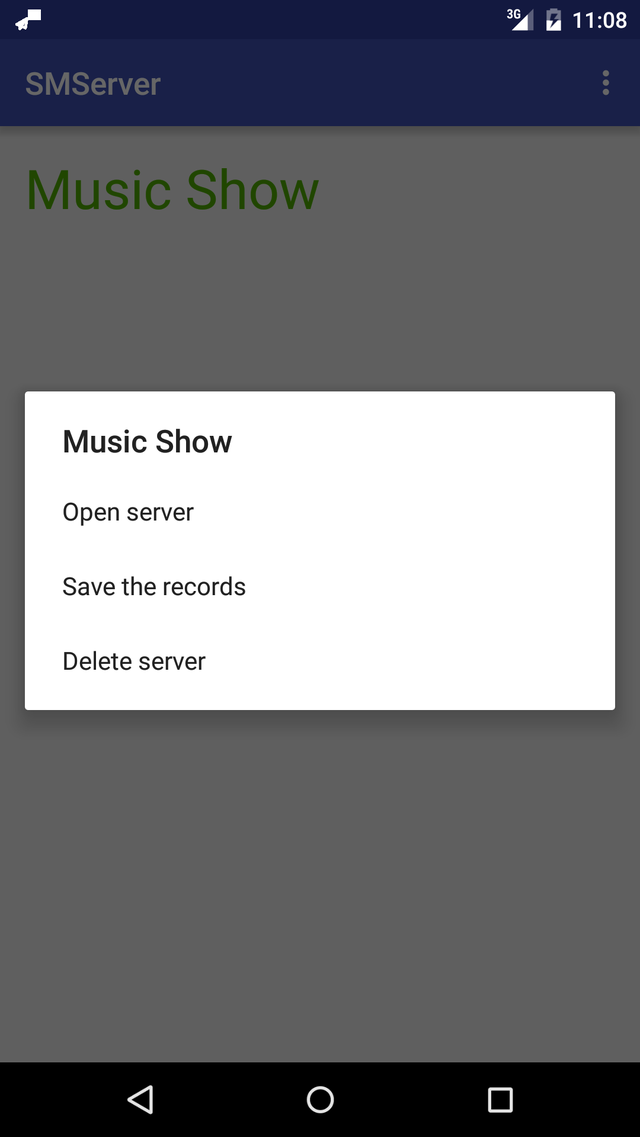 3G 11:08
SMServer
Music Show
Music Show
Open server
Save the records
Delete server